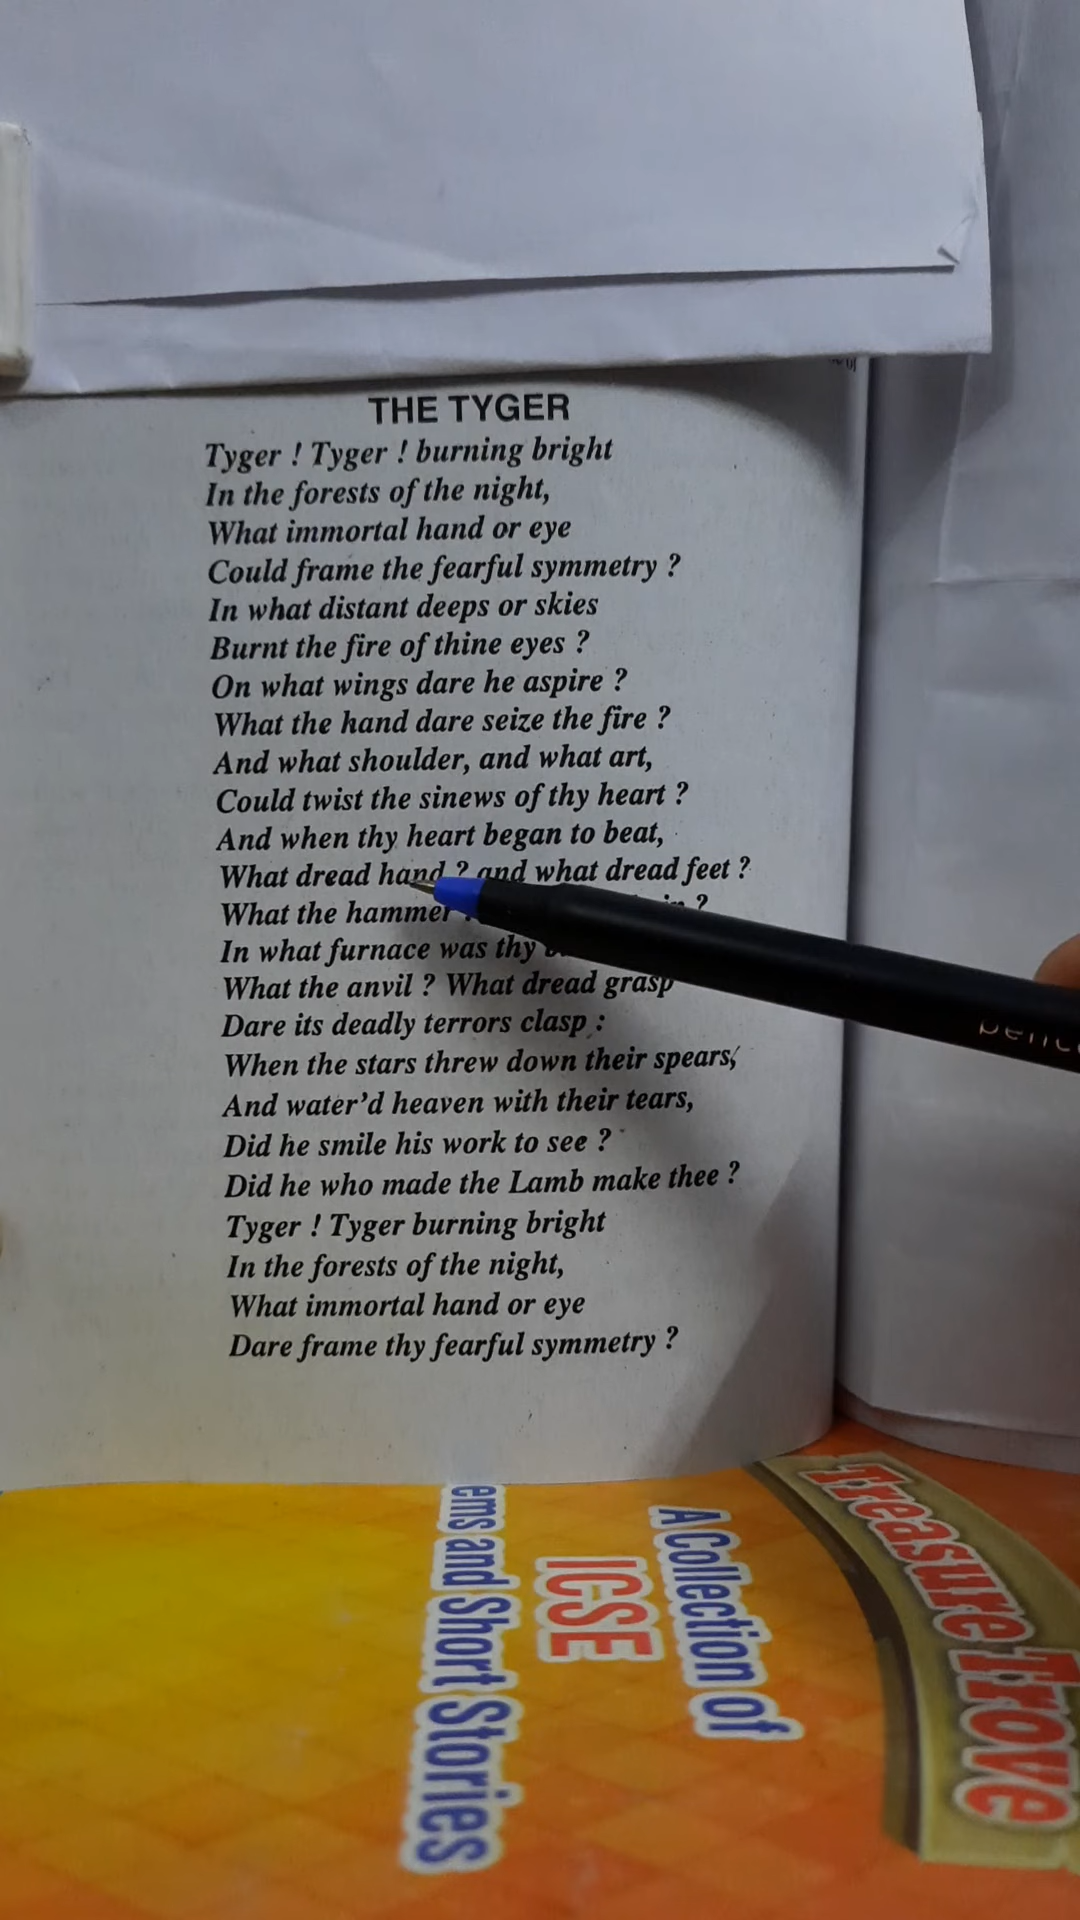 THE TYGER
Tyger ! Tyger ! burning bright
In the forests of the night,
What immortal hand or eye
Could frame the fearful symmetry ?
In what distant deeps or skies
Burnt the fire of thine eyes ?
On what wings dare he aspire ?
What the hand dare seize the fire ?
And what shoulder, and what art,
Could twist the sinews of thy heart ?
And when thy heart began to beat,
What dread hand ? and what dread feet ?
What the hammer ?
In what furnace was thy
What the anvil ? What dread grasp
Dare its deadly terrors clasp :
When the stars threw down their spears,
And water'd heaven with their tears,
Did he smile his work to see ?
Did he who made the Lamb make thee ?
Tyger ! Tyger burning bright
In the forests of the night,
What immortal hand or eye
Dare frame thy fearful symmetry ?
Treasure Trove
A Collection of
ICSE
ems and Short Stories